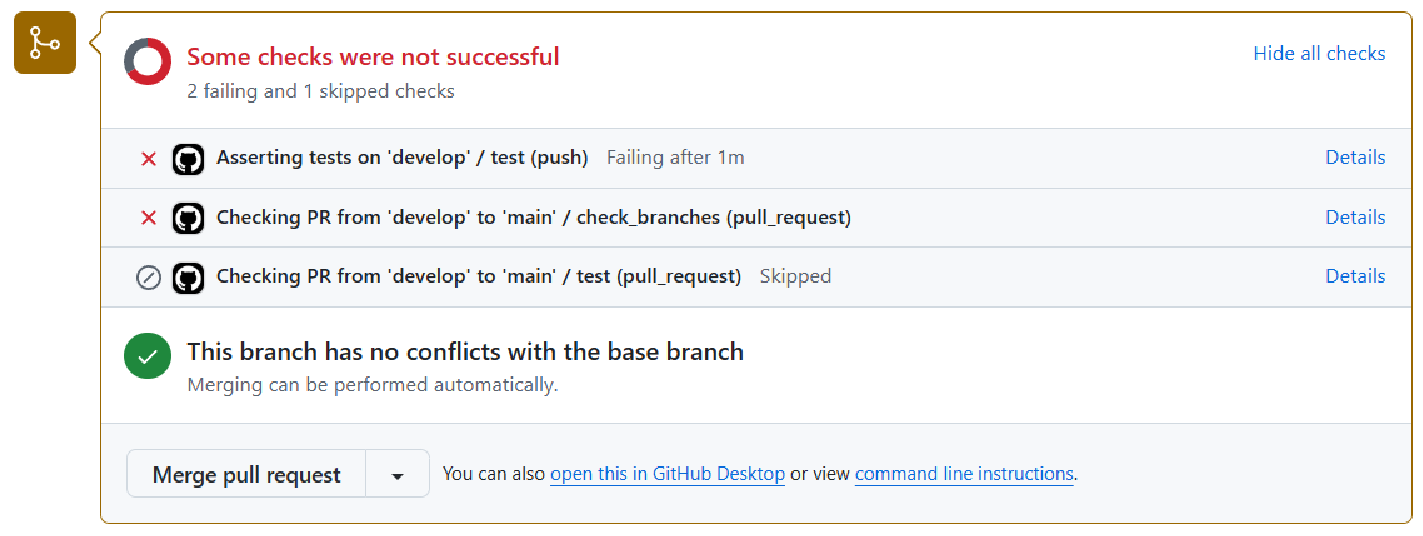 Some checks were not successful
Hide all checks
2 failing and 1 skipped checks
Asserting tests on 'develop' / test (push) Failing after 1m Details
Checking PR from 'develop' to 'main' / check_branches (pull_request) Details
Checking PR from 'develop' to 'main' / test (pull_request) Skipped Details
This branch has no conflicts with the base branch
Merging can be performed automatically.
Merge pull request
You can also open this in GitHub Desktop or view command line instructions.